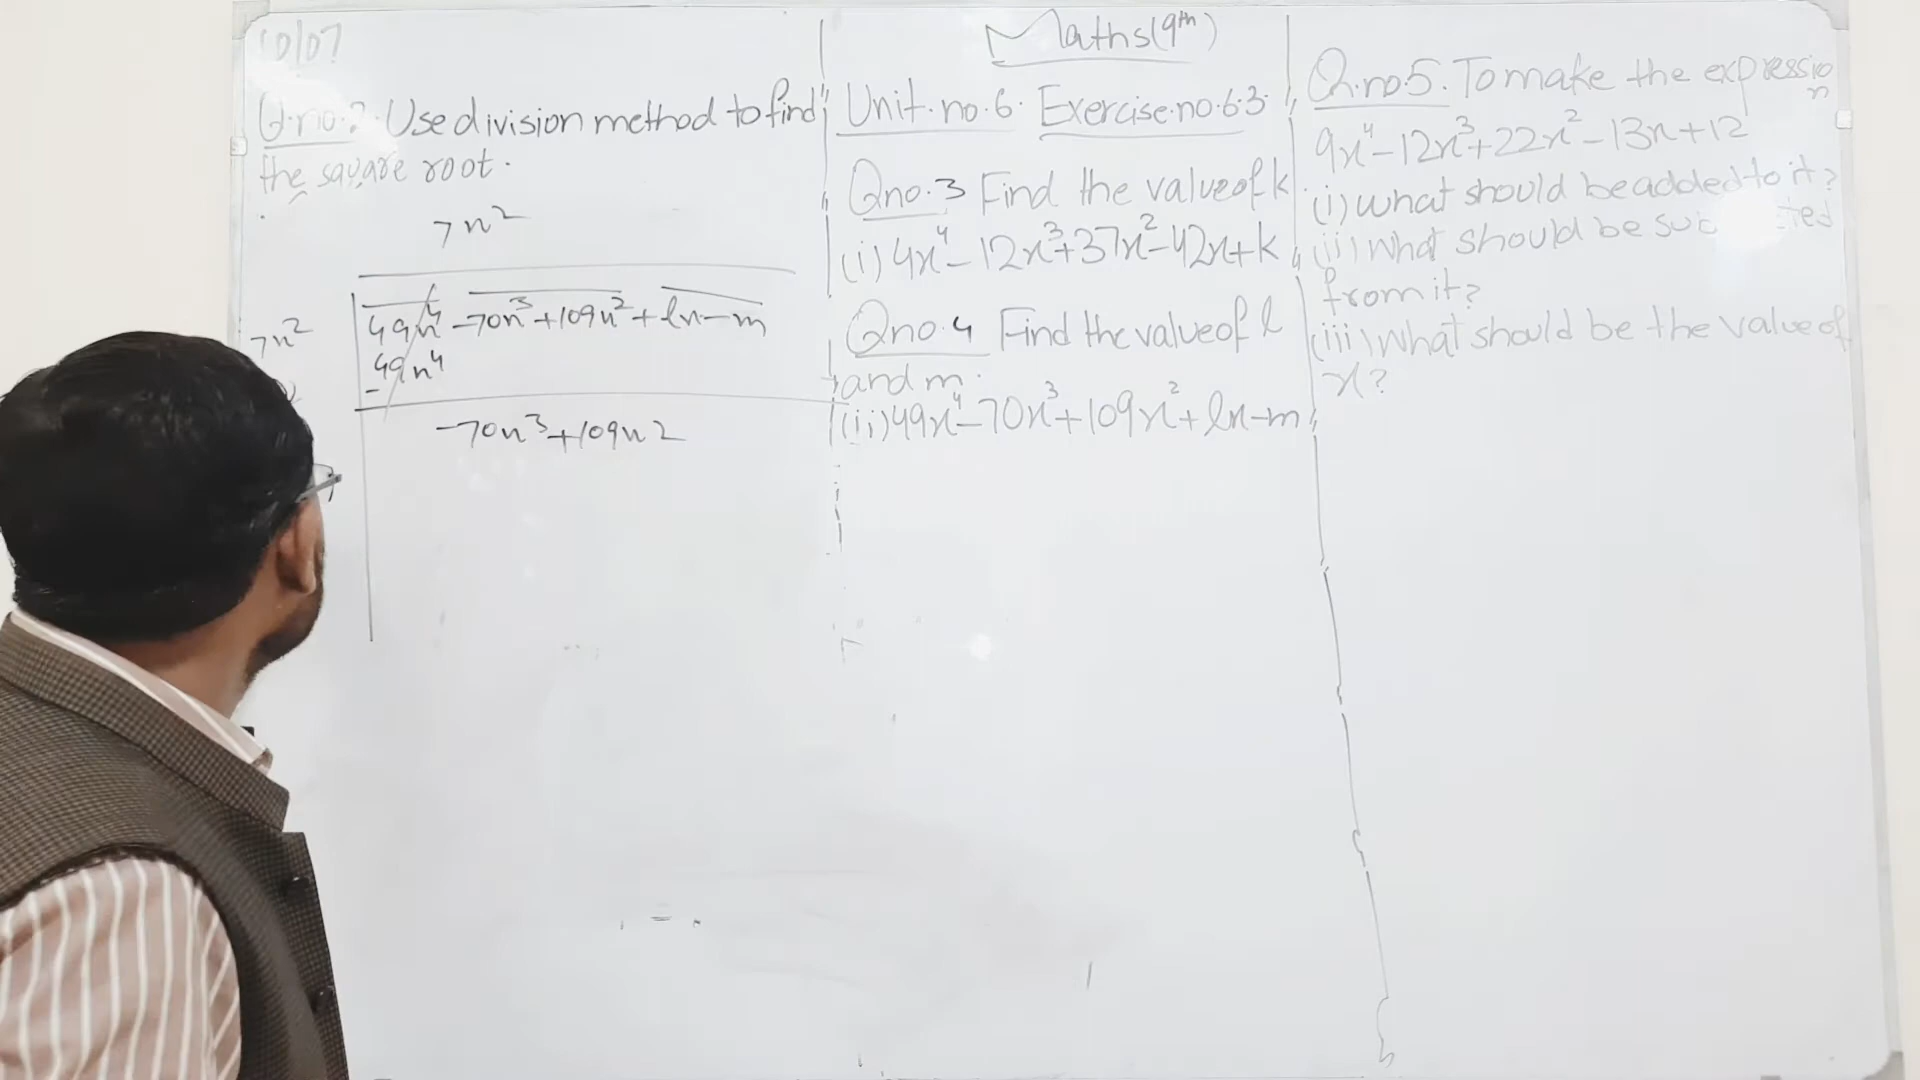 10/07
Maths(9th)
Q.no.2. Use division method to find
the square root.
7x²
7x²
49x⁴-70x³+109x²+lx-m
-49x⁴
-70x³+109x2
Unit.no.6. Exercise.no.6.3.
Qno.3 Find the value of k
(i) 4x⁴-12x³+37x²-42x+k
Qno.4 Find the value of l
and m.
(ii) 49x⁴-70x³+109x²+lx-m
Q.no.5. To make the expression
9x⁴-12x³+22x²-13x+12
(i) What should be added to it?
(ii) What should be
from it?
(iii) What should be the value of
x?